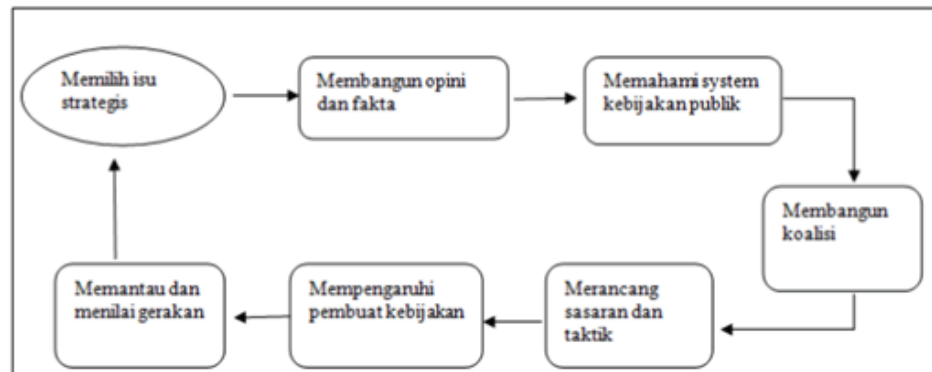 Memilih isu
strategis
Membangun opini
dan fakta
Memahami system
kebijakan publik
Membangun
koalisi
Merancang
sasaran dan
taktik
Mempengaruhi
pembuat kebijakan
Memantau dan
menilai gerakan